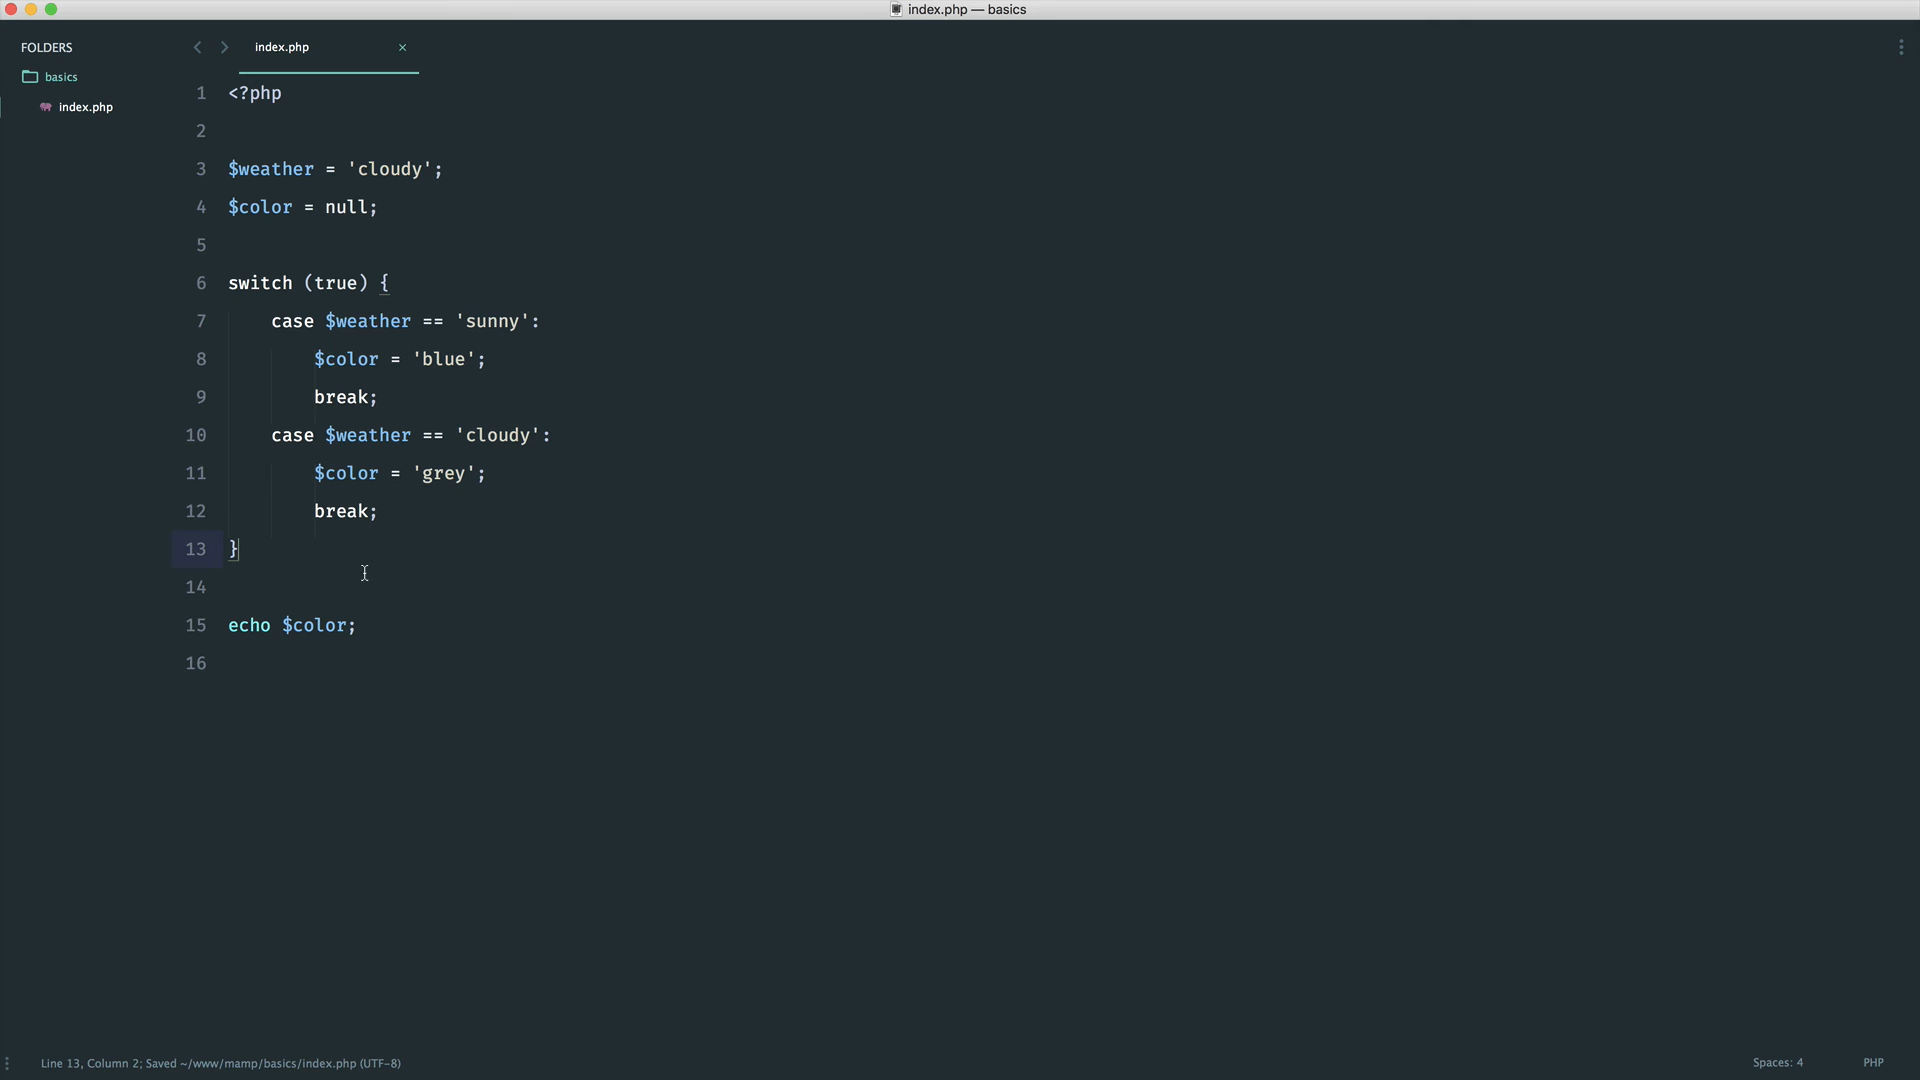 index.php — basics
FOLDERS
basics
index.php
index.php ×
1 <?php
2
3 $weather = 'cloudy';
4 $color = null;
5
6 switch (true) {
7     case $weather == 'sunny':
8         $color = 'blue';
9         break;
10     case $weather == 'cloudy':
11         $color = 'grey';
12         break;
13 }
14
15 echo $color;
16
Line 13, Column 2; Saved ~/www/mamp/basics/index.php (UTF-8)
Spaces: 4
PHP